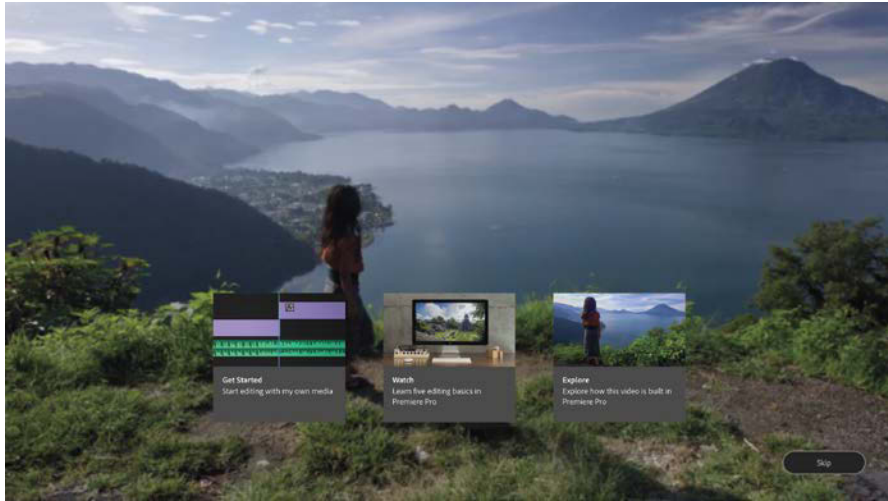 Get Started
Start editing with my own media
Watch
Learn five editing basics in
Premiere Pro
Explore
Explore how this video is built in
Premiere Pro
Skip